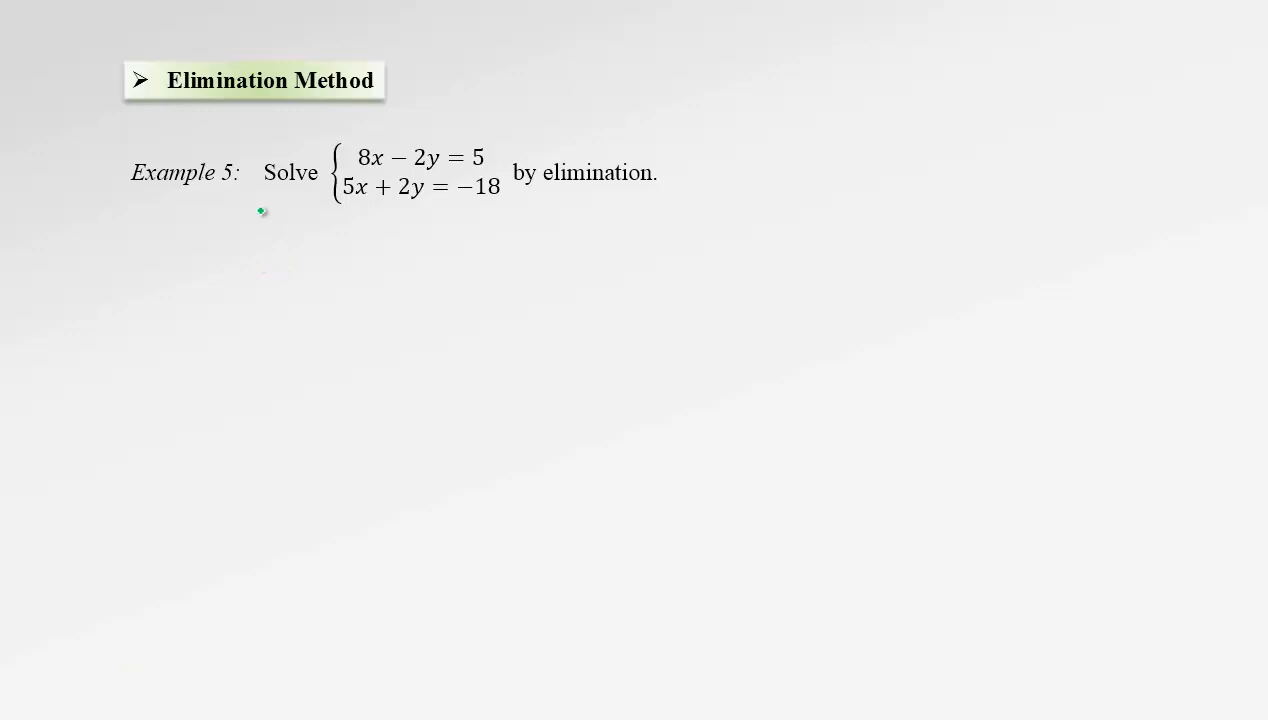 ➢ Elimination Method
Example 5: Solve { 8x − 2y = 5
5x + 2y = −18 by elimination.